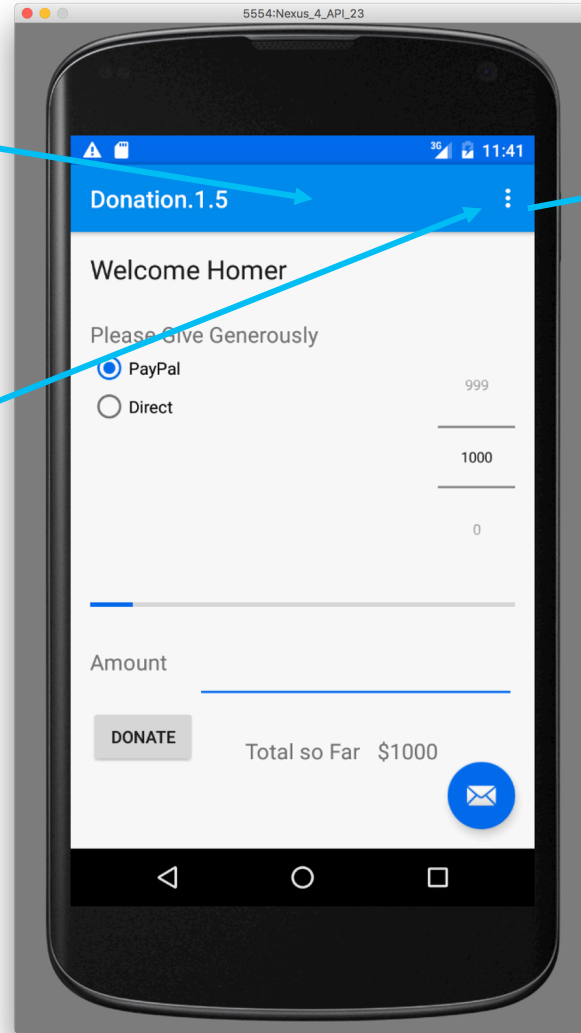 5554:Nexus_4_API_23
3G 11:41
Donation.1.5
Welcome Homer
Please Give Generously
PayPal
999
Direct
1000
0
Amount
DONATE
Total so Far $1000